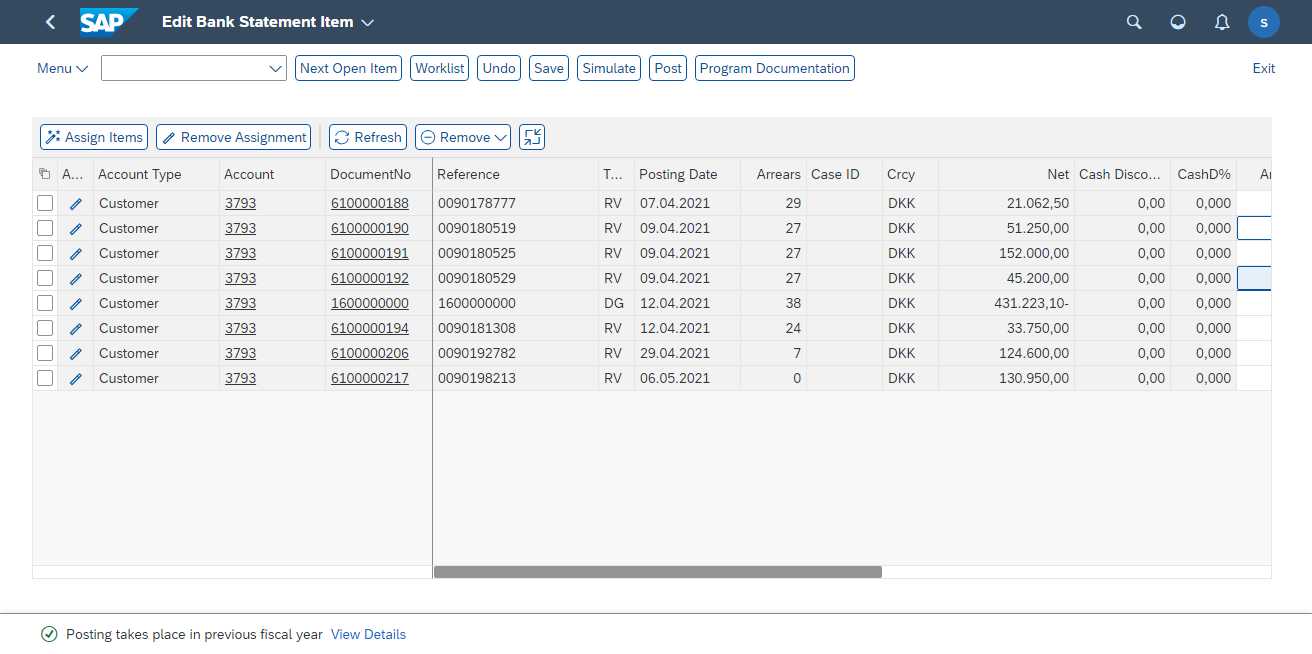 SAP Edit Bank Statement Item S
Menu Next Open Item Worklist Undo Save Simulate Post Program Documentation Exit
Assign Items Remove Assignment Refresh Remove
A... Account Type Account DocumentNo Reference T... Posting Date Arrears Case ID Crcy Net Cash Disco... CashD% Ar
Customer 3793 6100000188 0090178777 RV 07.04.2021 29 DKK 21.062,50 0,00 0,000
Customer 3793 6100000190 0090180519 RV 09.04.2021 27 DKK 51.250,00 0,00 0,000
Customer 3793 6100000191 0090180525 RV 09.04.2021 27 DKK 152.000,00 0,00 0,000
Customer 3793 6100000192 0090180529 RV 09.04.2021 27 DKK 45.200,00 0,00 0,000
Customer 3793 1600000000 1600000000 DG 12.04.2021 38 DKK 431.223,10- 0,00 0,000
Customer 3793 6100000194 0090181308 RV 12.04.2021 24 DKK 33.750,00 0,00 0,000
Customer 3793 6100000206 0090192782 RV 29.04.2021 7 DKK 124.600,00 0,00 0,000
Customer 3793 6100000217 0090198213 RV 06.05.2021 0 DKK 130.950,00 0,00 0,000
Posting takes place in previous fiscal year View Details